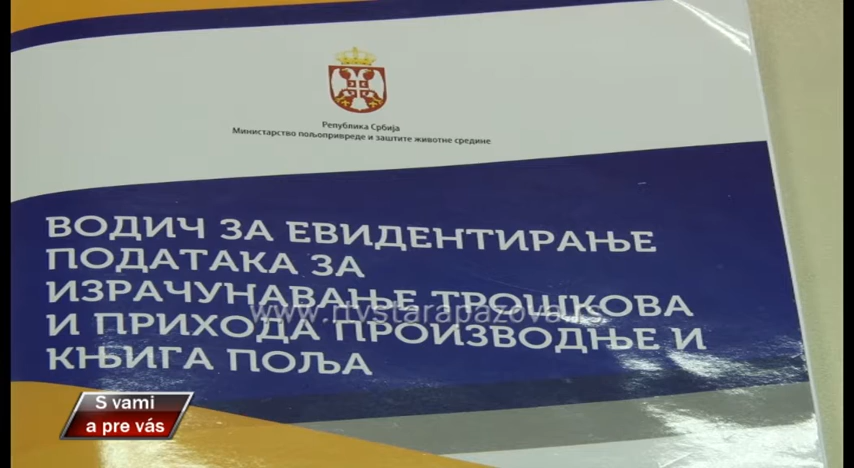 Република Србија
Министарство пољопривреде и заштите животне средине
ВОДИЧ ЗА ЕВИДЕНТИРАЊЕ
ПОДАТАКА ЗА
ИЗРАЧУНАВАЊЕ ТРОШКОВА
www.rtvstarapazova.rs
И ПРИХОДА ПРОИЗВОДЊЕ И
КЊИГА ПОЉА
S vami
a pre vás